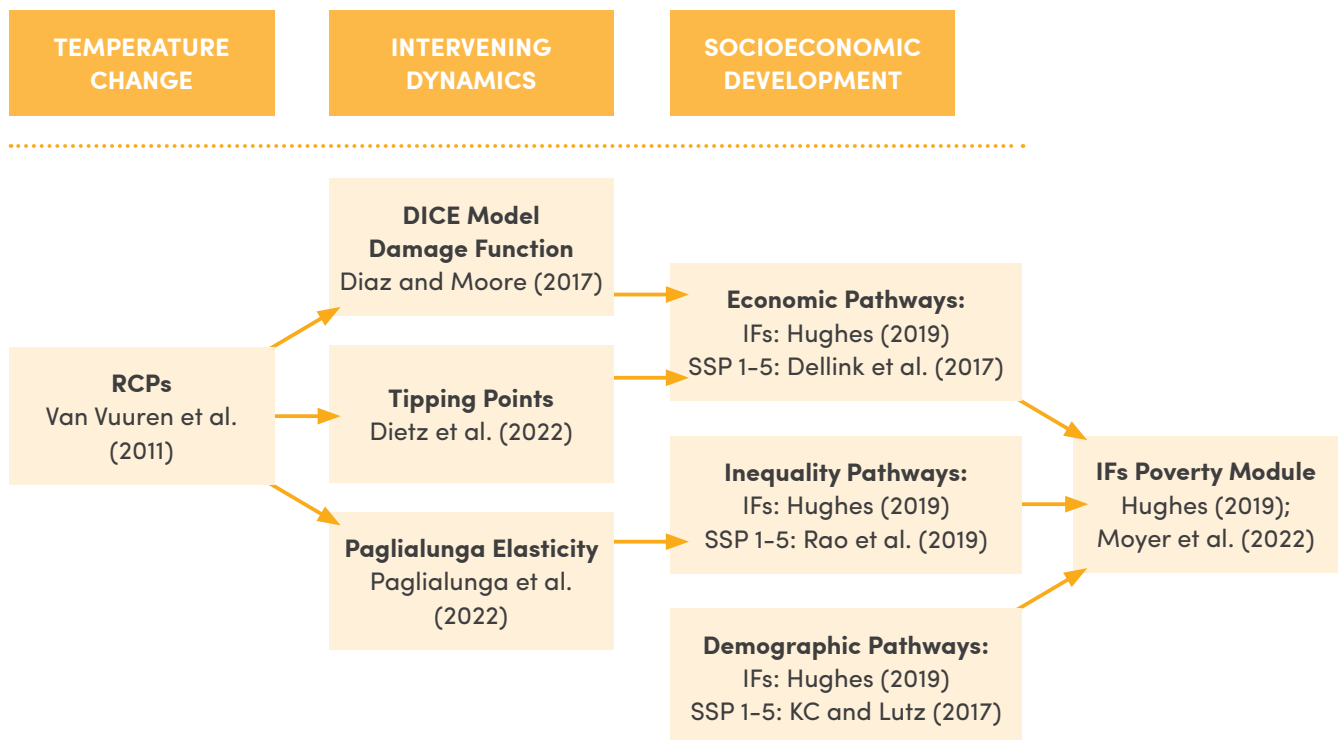 TEMPERATURE
CHANGE
INTERVENING
DYNAMICS
SOCIOECONOMIC
DEVELOPMENT
RCPs
Van Vuuren et al.
(2011)
DICE Model
Damage Function
Diaz and Moore (2017)
Tipping Points
Dietz et al. (2022)
Paglialunga Elasticity
Paglialunga et al.
(2022)
Economic Pathways:
IFs: Hughes (2019)
SSP 1-5: Dellink et al. (2017)
Inequality Pathways:
IFs: Hughes (2019)
SSP 1-5: Rao et al. (2019)
Demographic Pathways:
IFs: Hughes (2019)
SSP 1-5: KC and Lutz (2017)
IFs Poverty Module
Hughes (2019);
Moyer et al. (2022)